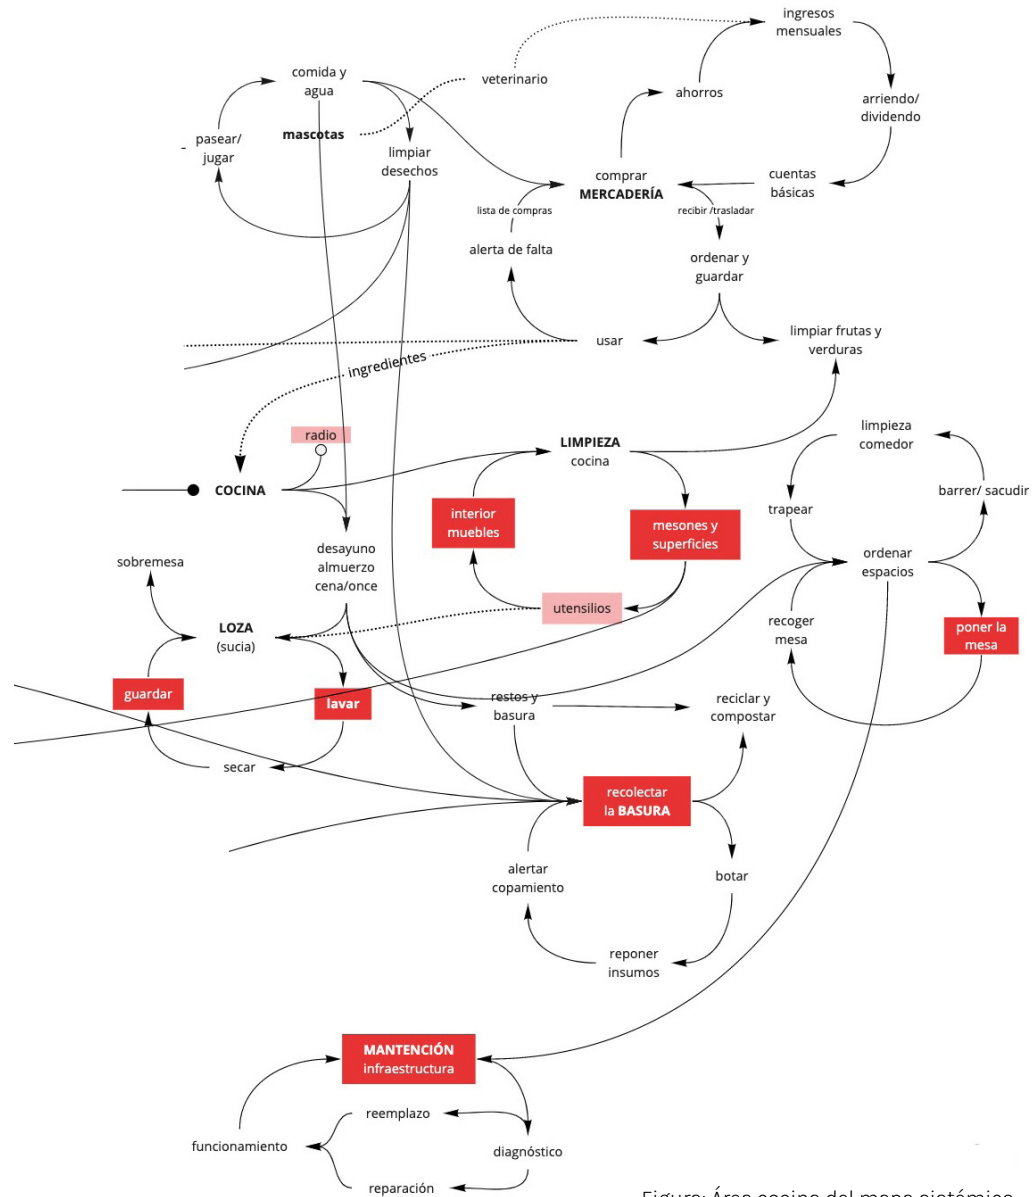 ingresos
mensuales
comida y
agua
veterinario
ahorros
arriendo/
dividendo
mascotas
pasear/
jugar
limpiar
desechos
comprar
MERCADERÍA
cuentas
básicas
lista de compras
recibir /trasladar
alerta de falta
ordenar y
guardar
usar
limpiar frutas y
verduras
ingredientes
radio
LIMPIEZA
cocina
limpieza
comedor
COCINA
barrer/ sacudir
interior
muebles
mesones y
superficies
trapear
desayuno
almuerzo
cena/once
sobremesa
ordenar
espacios
utensilios
LOZA
(sucia)
recoger
mesa
poner la
mesa
guardar
lavar
restos y
basura
reciclar y
compostar
secar
recolectar
la BASURA
alertar
copamiento
botar
reponer
insumos
MANTENCIÓN
infraestructura
reemplazo
funcionamiento
diagnóstico
reparación